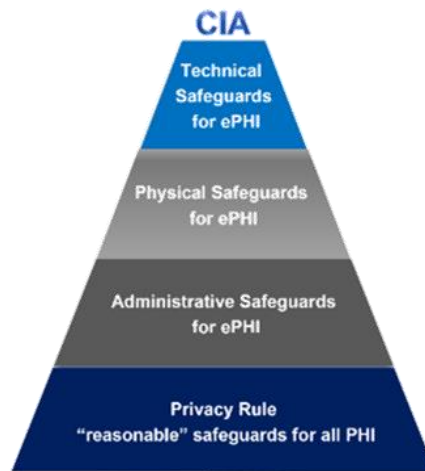 CIA
Technical
Safeguards
for ePHI
Physical Safeguards
for ePHI
Administrative Safeguards
for ePHI
Privacy Rule
“reasonable” safeguards for all PHI